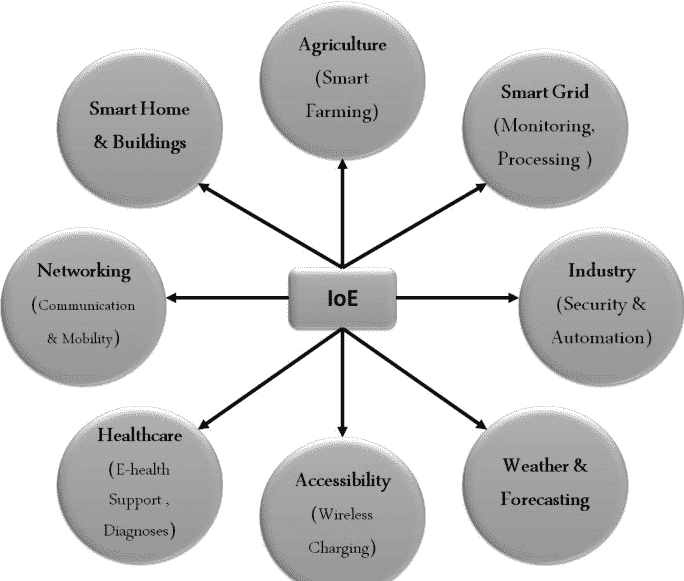 Agriculture
(Smart
Farming)
Smart Home
& Buildings
Smart Grid
(Monitoring,
Processing )
Networking
(Communication
& Mobility)
IoE
Industry
(Security &
Automation)
Healthcare
(E-health
Support ,
Diagnoses)
Accessibility
(Wireless
Charging)
Weather &
Forecasting